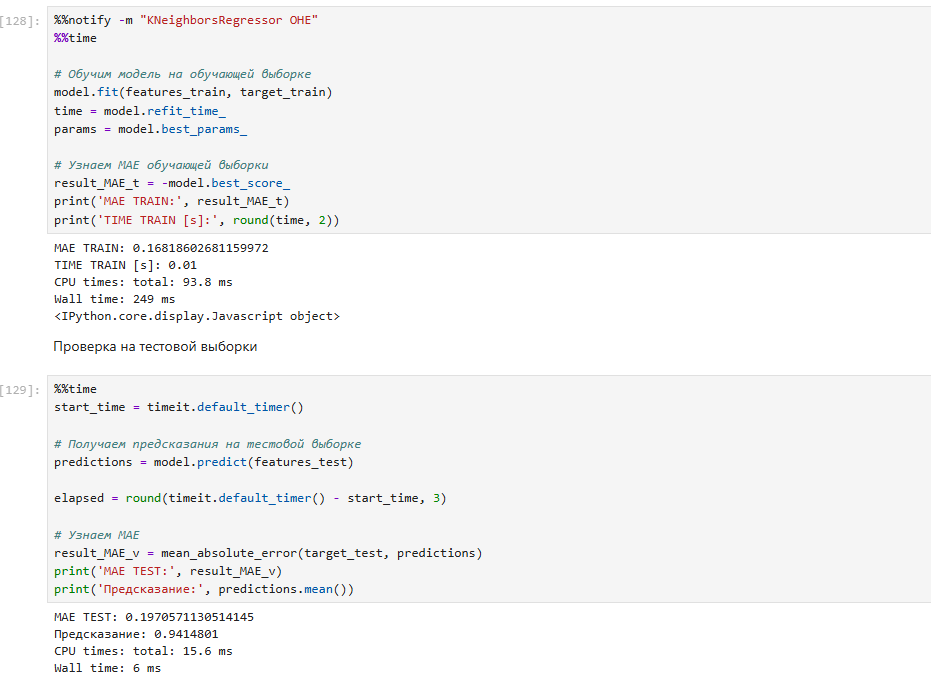 [128]:
%%notify -m "KNeighborsRegressor OHE"
%%time
# Обучим модель на обучающей выборке
model.fit(features_train, target_train)
time = model.refit_time_
params = model.best_params_
# Узнаем MAE обучающей выборки
result_MAE_t = -model.best_score_
print('MAE TRAIN:', result_MAE_t)
print('TIME TRAIN [s]:', round(time, 2))
MAE TRAIN: 0.16818602681159972
TIME TRAIN [s]: 0.01
CPU times: total: 93.8 ms
Wall time: 249 ms
<IPython.core.display.Javascript object>
Проверка на тестовой выборки
[129]:
%%time
start_time = timeit.default_timer()
# Получаем предсказания на тестовой выборке
predictions = model.predict(features_test)
elapsed = round(timeit.default_timer() - start_time, 3)
# Узнаем MAE
result_MAE_v = mean_absolute_error(target_test, predictions)
print('MAE TEST:', result_MAE_v)
print('Предсказание:', predictions.mean())
MAE TEST: 0.1970571130514145
Предсказание: 0.9414801
CPU times: total: 15.6 ms
Wall time: 6 ms